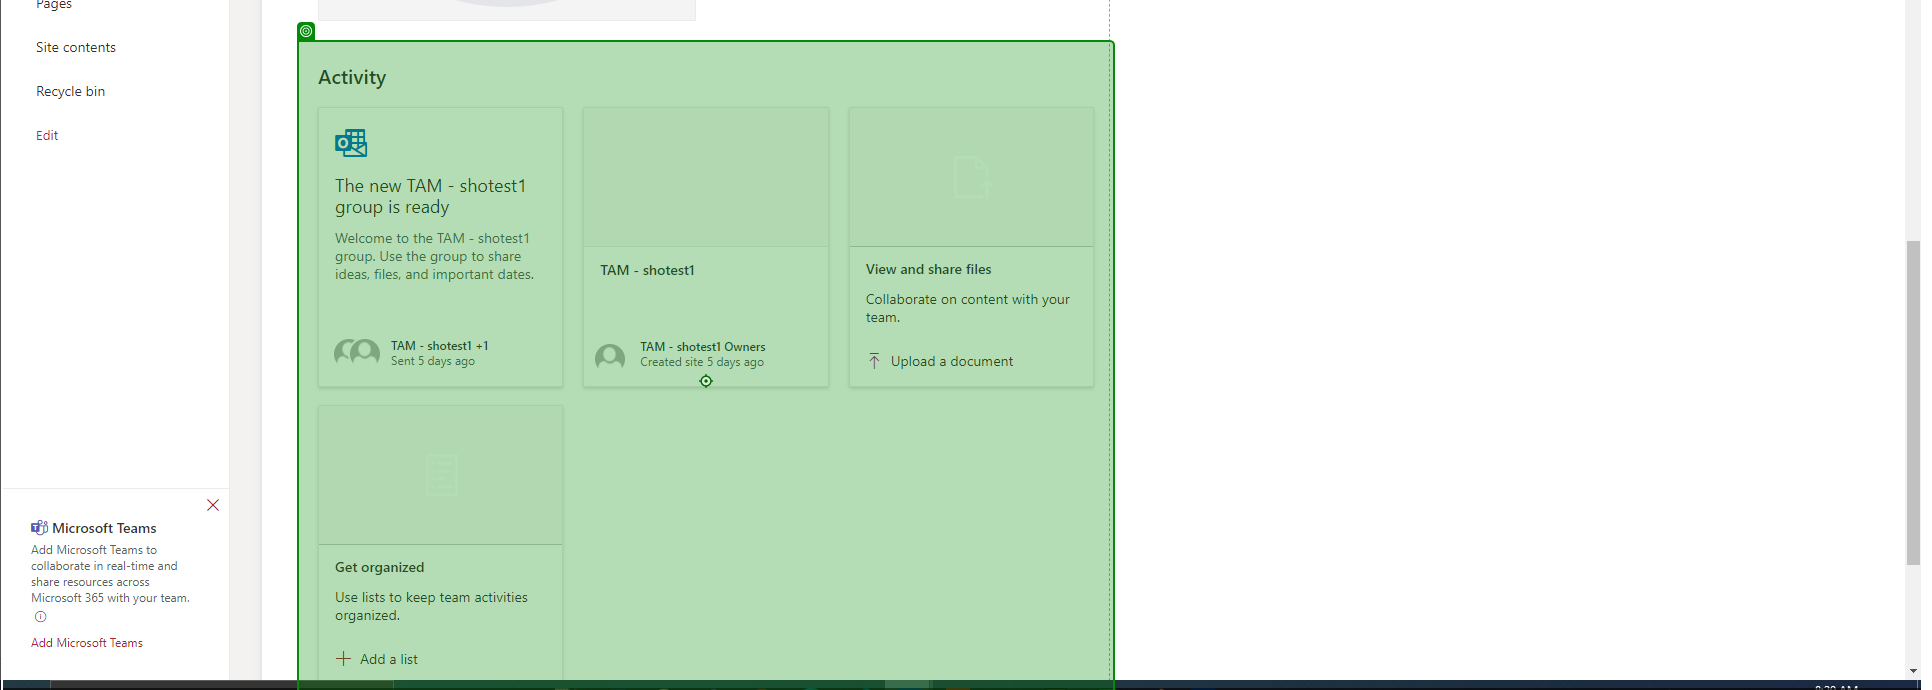 Pages
Site contents
Recycle bin
Edit
Microsoft Teams
Add Microsoft Teams to
collaborate in real-time and
share resources across
Microsoft 365 with your team.
Add Microsoft Teams
Activity
The new TAM - shotest1
group is ready
Welcome to the TAM - shotest1
group. Use the group to share
ideas, files, and important dates.
TAM - shotest1 +1
Sent 5 days ago
TAM - shotest1
TAM - shotest1 Owners
Created site 5 days ago
View and share files
Collaborate on content with your
team.
Upload a document
Get organized
Use lists to keep team activities
organized.
Add a list